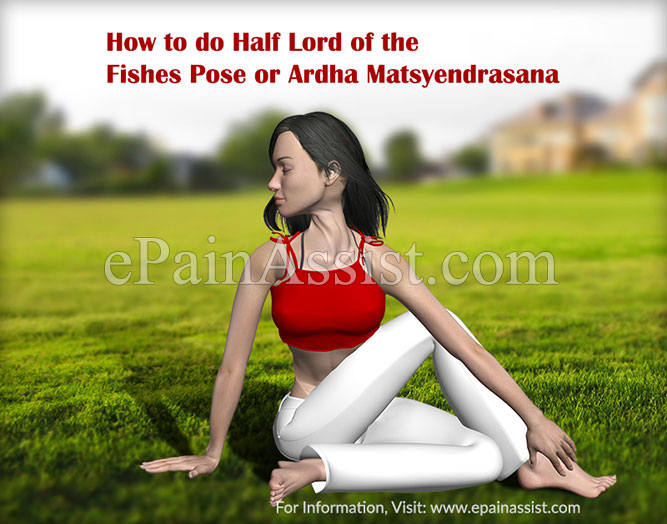 How to do Half Lord of the
Fishes Pose or Ardha Matsyendrasana
ePainAssist.com
For Information, Visit: www.epainassist.com